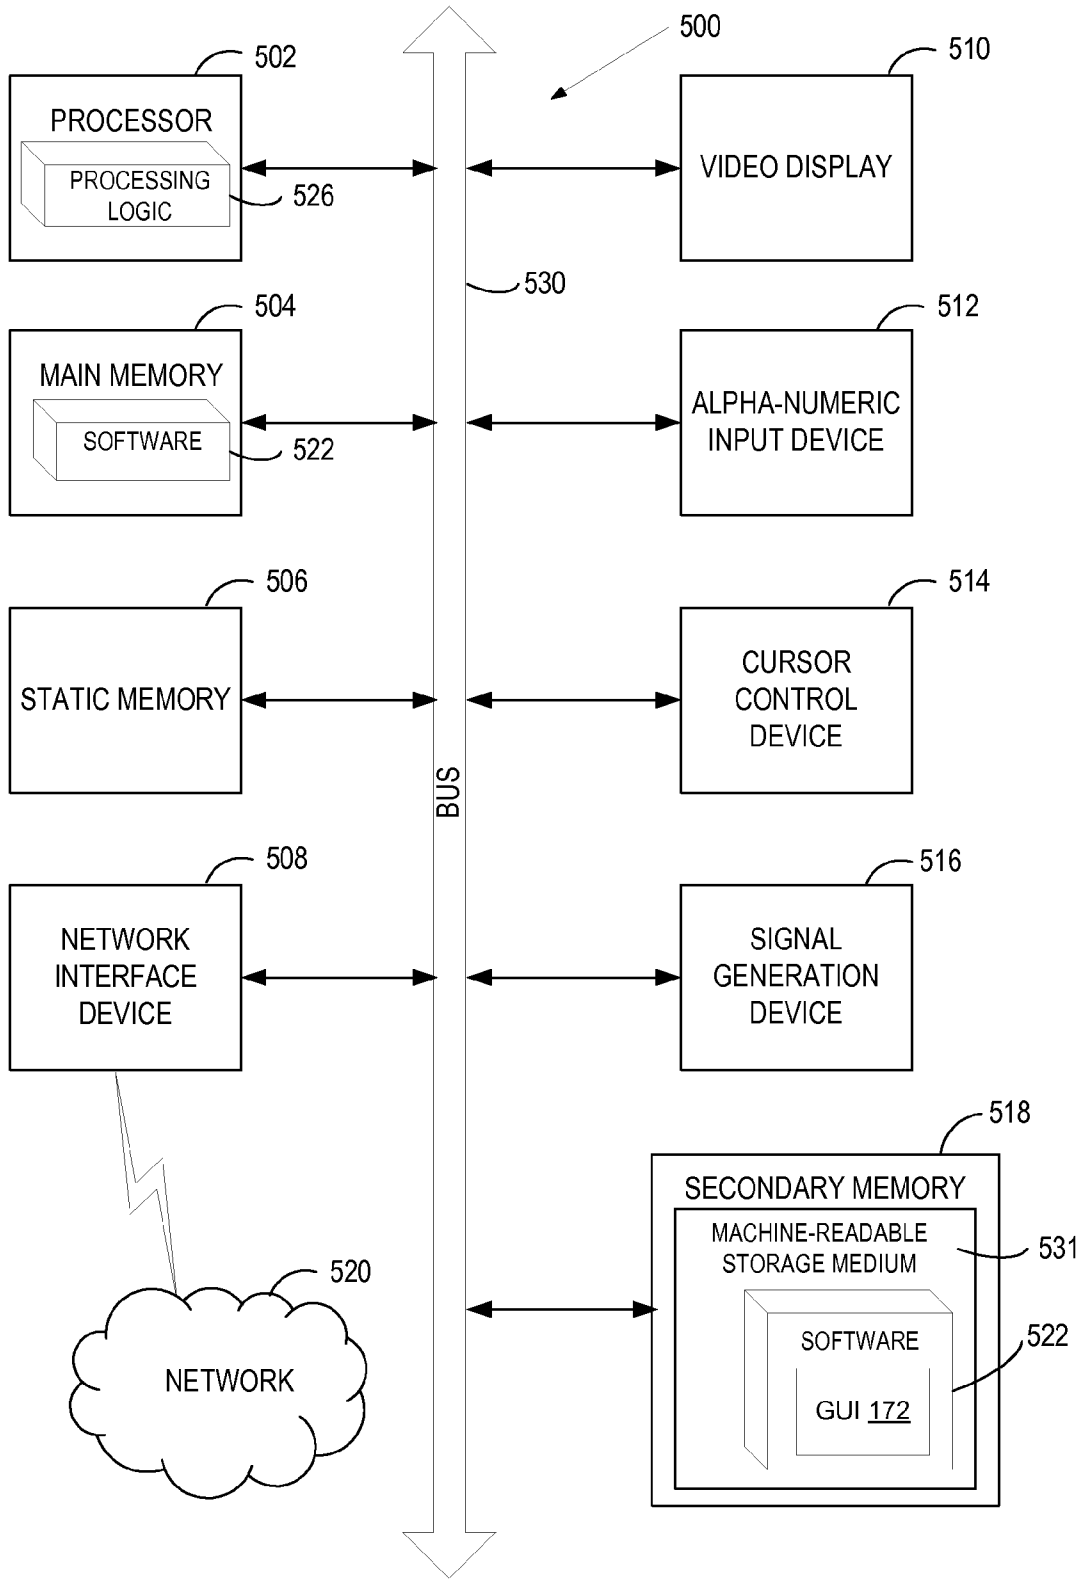 500
502
PROCESSOR
PROCESSING
LOGIC
526
510
VIDEO DISPLAY
530
504
MAIN MEMORY
SOFTWARE
522
512
ALPHA-NUMERIC
INPUT DEVICE
506
STATIC MEMORY
514
CURSOR
CONTROL
DEVICE
BUS
508
NETWORK
INTERFACE
DEVICE
516
SIGNAL
GENERATION
DEVICE
520
NETWORK
518
SECONDARY MEMORY
MACHINE-READABLE
STORAGE MEDIUM
531
SOFTWARE
522
GUI 172